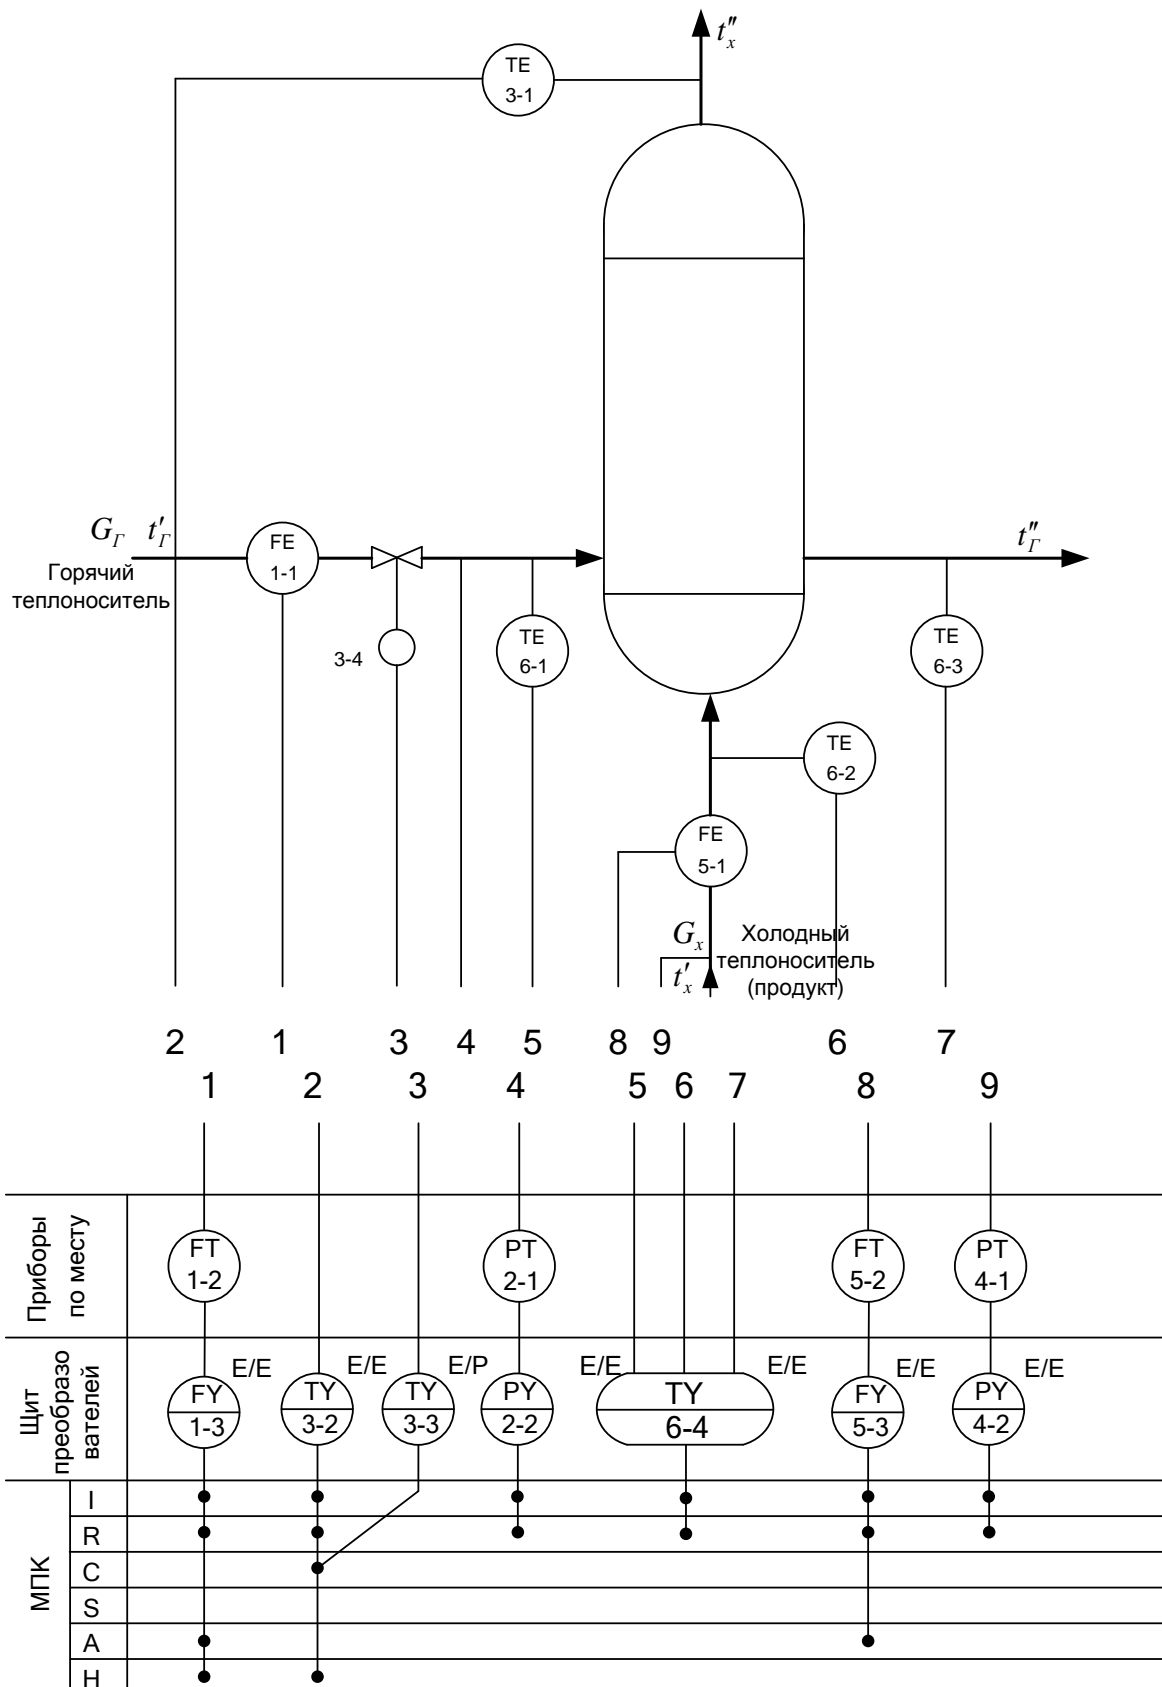 t″х
TE
3-1
GГ t′Г
FE
1-1
t″Г
Горячий
теплоноситель
3-4
TE
6-1
TE
6-3
TE
6-2
FE
5-1
Gх
t′х
Холодный
теплоноситель
(продукт)
2 1 3 4 5 8 9 6 7
1 2 3 4 5 6 7 8 9
Приборы
по месту
FT
1-2
PT
2-1
FT
5-2
PT
4-1
Щит
преобразо
вателей
E/E E/E E/P E/E E/E E/E E/E
FY
1-3
TY
3-2
TY
3-3
PY
2-2
TY
6-4
FY
5-3
PY
4-2
МПК
I
R
C
S
A
H